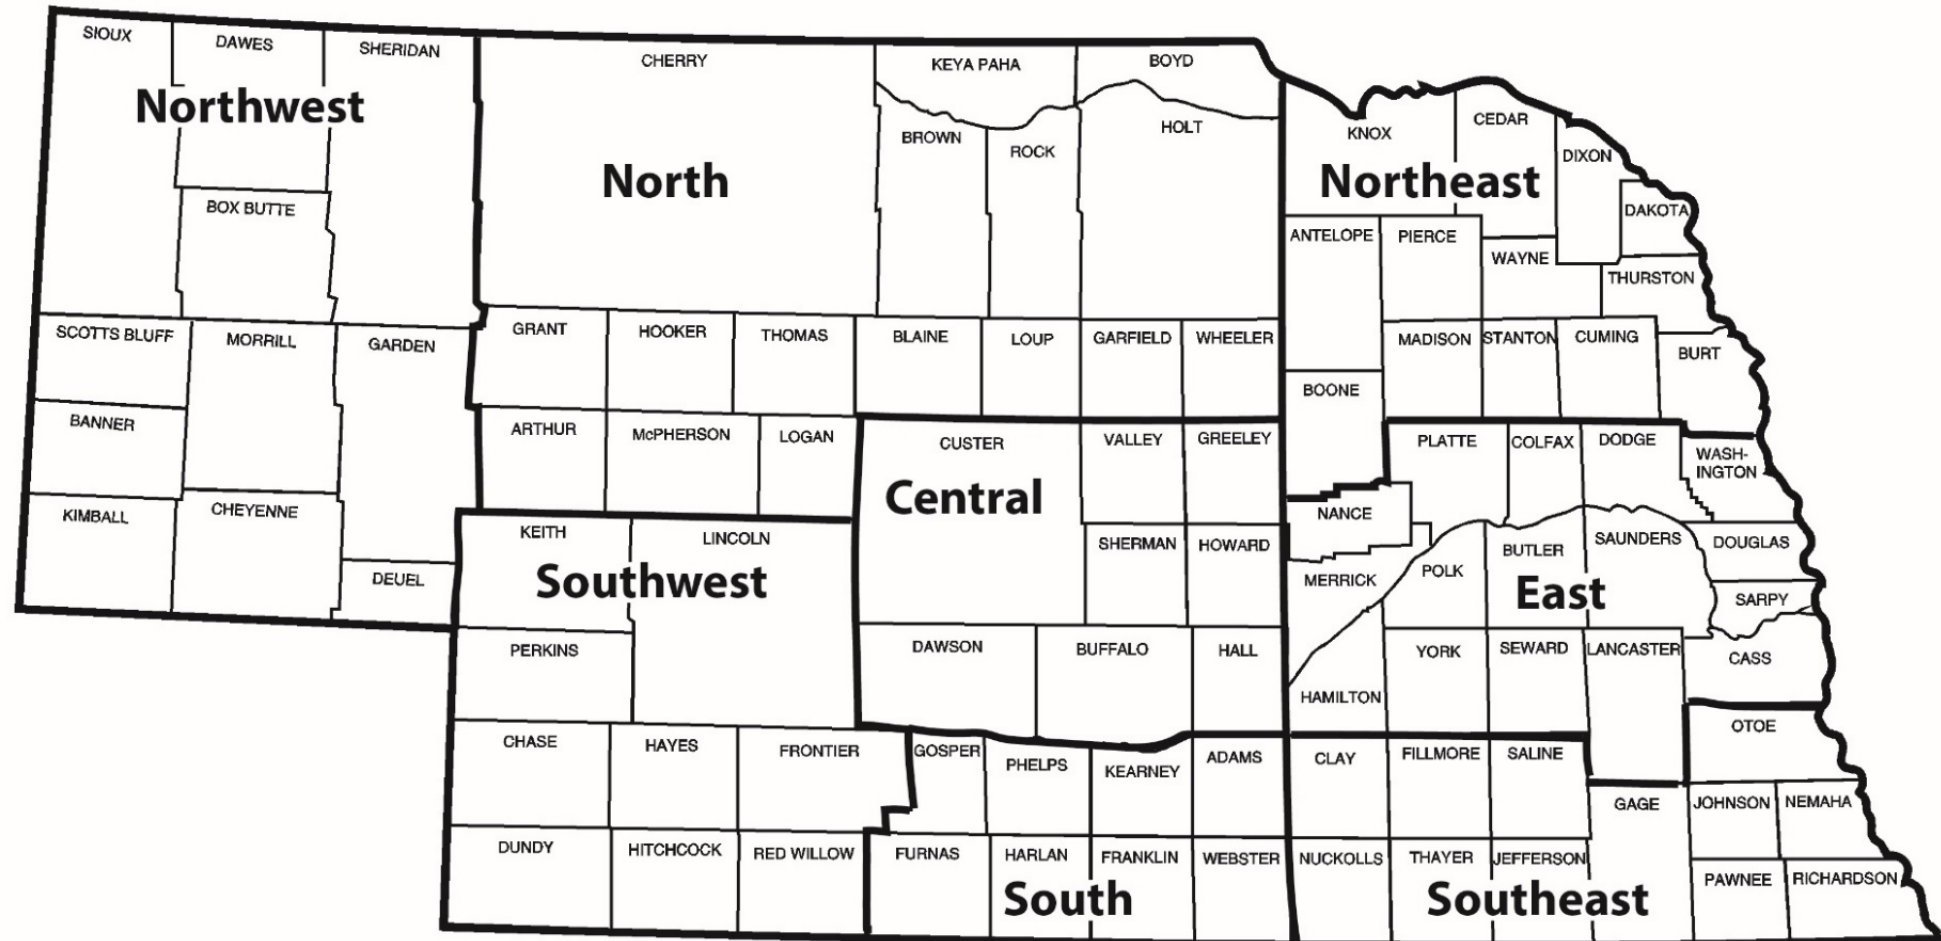 SIOUX
DAWES
SHERIDAN
Northwest
BOX BUTTE
SCOTTS BLUFF
MORRILL
GARDEN
BANNER
KIMBALL
CHEYENNE
DEUEL
CHERRY
KEYA PAHA
BOYD
North
BROWN
ROCK
HOLT
GRANT
HOOKER
THOMAS
BLAINE
LOUP
GARFIELD
WHEELER
ARTHUR
McPHERSON
LOGAN
KNOX
CEDAR
DIXON
Northeast
DAKOTA
ANTELOPE
PIERCE
WAYNE
THURSTON
MADISON
STANTON
CUMING
BURT
BOONE
CUSTER
VALLEY
GREELEY
Central
SHERMAN
HOWARD
DAWSON
BUFFALO
HALL
PLATTE
COLFAX
DODGE
WASH-
INGTON
NANCE
MERRICK
POLK
BUTLER
SAUNDERS
DOUGLAS
East
SARPY
HAMILTON
YORK
SEWARD
LANCASTER
CASS
KEITH
LINCOLN
Southwest
PERKINS
CHASE
HAYES
FRONTIER
DUNDY
HITCHCOCK
RED WILLOW
GOSPER
PHELPS
KEARNEY
ADAMS
FURNAS
HARLAN
FRANKLIN
WEBSTER
South
CLAY
FILLMORE
SALINE
OTOE
GAGE
JOHNSON
NEMAHA
NUCKOLLS
THAYER
JEFFERSON
PAWNEE
RICHARDSON
Southeast